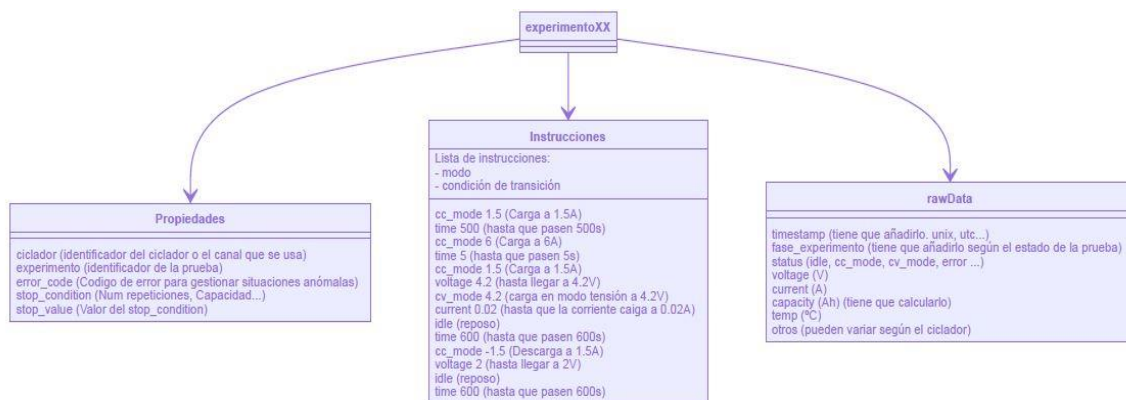 experimentoXX
Propiedades
ciclador (identificador del ciclador o el canal que se usa)
experimento (identificador de la prueba)
error_code (Codigo de error para gestionar situaciones anómalas)
stop_condition (Num repeticiones, Capacidad...)
stop_value (Valor del stop_condition)
Instrucciones
Lista de instrucciones:
- modo
- condición de transición
cc_mode 1.5 (Carga a 1.5A)
time 500 (hasta que pasen 500s)
cc_mode 6 (Carga a 6A)
time 5 (hasta que pasen 5s)
cc_mode 1.5 (Carga a 1.5A)
voltage 4.2 (hasta llegar a 4.2V)
cv_mode 4.2 (carga en modo tensión a 4.2V)
current 0.02 (hasta que la corriente caiga a 0.02A)
idle (reposo)
time 600 (hasta que pasen 600s)
cc_mode -1.5 (Descarga a 1.5A)
voltage 2 (hasta llegar a 2V)
idle (reposo)
time 600 (hasta que pasen 600s)
rawData
timestamp (tiene que añadirlo. unix, utc...)
fase_experimento (tiene que añadirlo según el estado de la prueba)
status (idle, cc_mode, cv_mode, error ...)
voltage (V)
current (A)
capacity (Ah) (tiene que calcularlo)
temp (ºC)
otros (pueden variar según el ciclador)